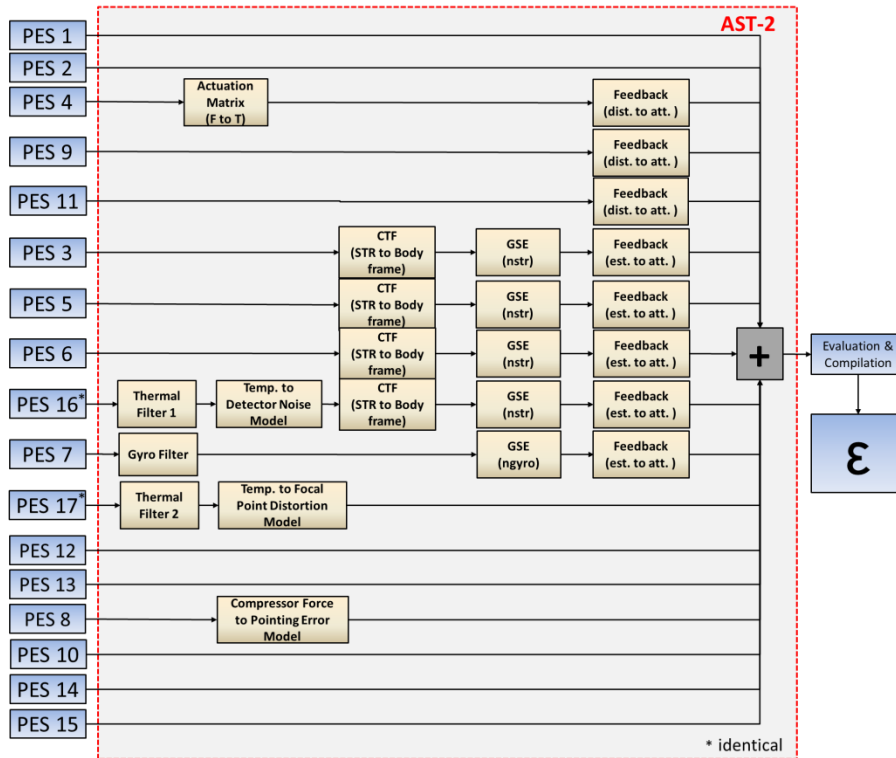 AST-2
PES 1
PES 2
PES 4
Actuation
Matrix
(F to T)
Feedback
(dist. to att. )
PES 9
Feedback
(dist. to att. )
PES 11
Feedback
(dist. to att. )
PES 3
CTF
(STR to Body
frame)
GSE
(nstr)
Feedback
(est. to att. )
PES 5
CTF
(STR to Body
frame)
GSE
(nstr)
Feedback
(est. to att. )
PES 6
CTF
(STR to Body
frame)
GSE
(nstr)
Feedback
(est. to att. )
+
Evaluation &
Compilation
ε
PES 16*
Thermal
Filter 1
Temp. to
Detector Noise
Model
CTF
(STR to Body
frame)
GSE
(nstr)
Feedback
(est. to att. )
PES 7
Gyro Filter
GSE
(ngyro)
Feedback
(est. to att. )
PES 17*
Thermal
Filter 2
Temp. to Focal
Point Distortion
Model
PES 12
PES 13
PES 8
Compressor Force
to Pointing Error
Model
PES 10
PES 14
PES 15
* identical